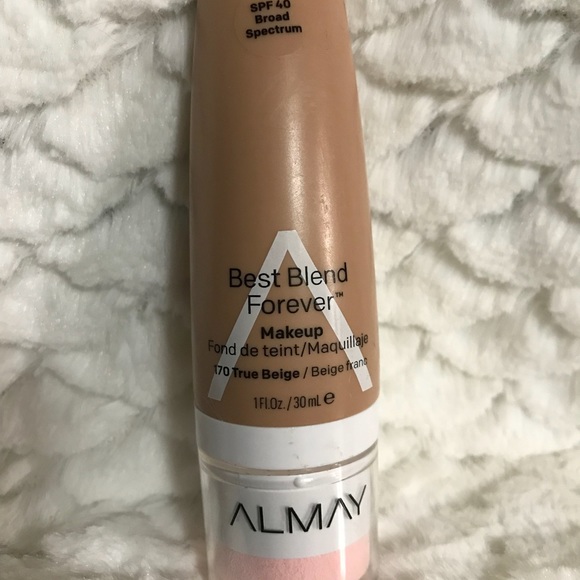 SPF 40
Broad
Spectrum
Best Blend
Forever™
Makeup
Fond de teint/Maquillaje
170 True Beige / Beige franc
1 Fl.Oz. / 30 mL ℮
ALMAY